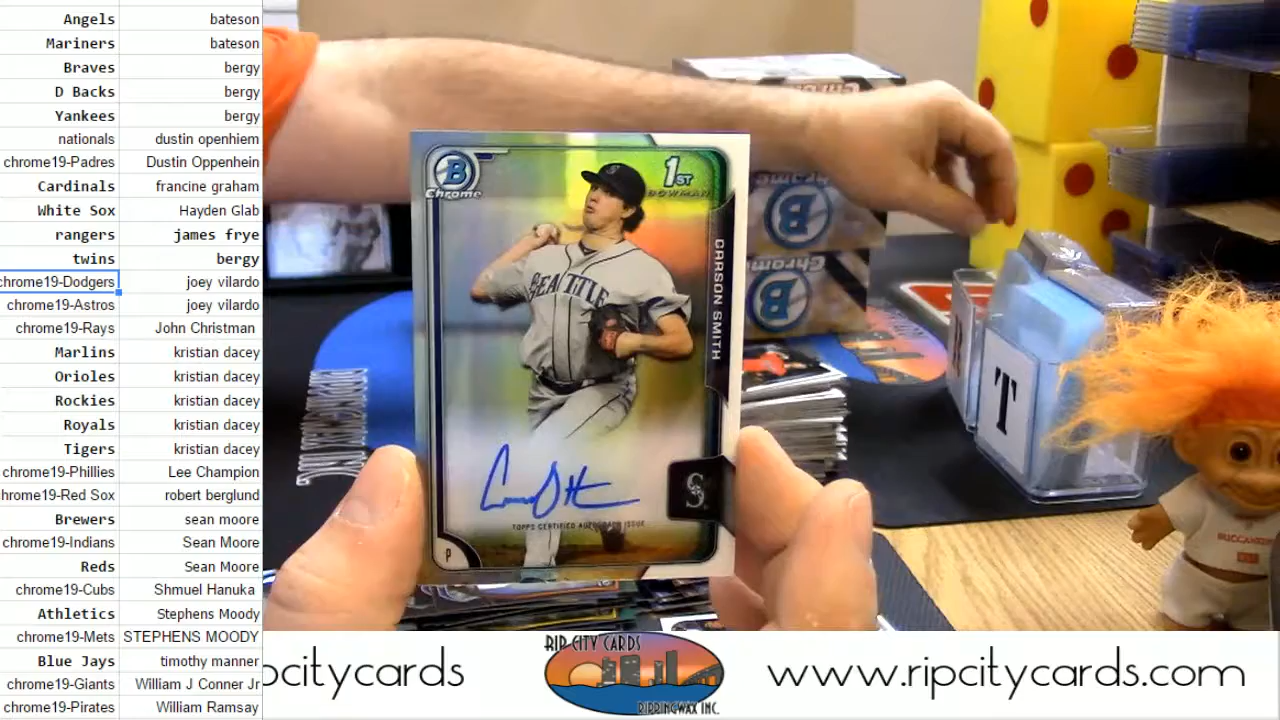 Angels bateson
Mariners bateson
Braves bergy
D Backs bergy
Yankees bergy
nationals dustin openhiem
chrome19-Padres Dustin Oppenhein
Cardinals francine graham
White Sox Hayden Glab
rangers james frye
twins bergy
chrome19-Dodgers joey vilardo
chrome19-Astros joey vilardo
chrome19-Rays John Christman
Marlins kristian dacey
Orioles kristian dacey
Rockies kristian dacey
Royals kristian dacey
Tigers kristian dacey
chrome19-Phillies Lee Champion
hrome19-Red Sox robert berglund
Brewers sean moore
chrome19-Indians Sean Moore
Reds Sean Moore
chrome19-Cubs Shmuel Hanuka
Athletics Stephens Moody
chrome19-Mets STEPHENS MOODY
Blue Jays timothy manner
chrome19-Giants William J Conner Jr
chrome19-Pirates William Ramsay
B
Chrome
1ST
BOWMAN
CARSON SMITH
SEATTLE
TOPPS CERTIFIED AUTOGRAPH ISSUE
P
S
B
Chrome
B
T
BUCCANEERS
pcitycards
RIP CITY CARDS
RIPPINGWAX INC.
www.ripcitycards.com